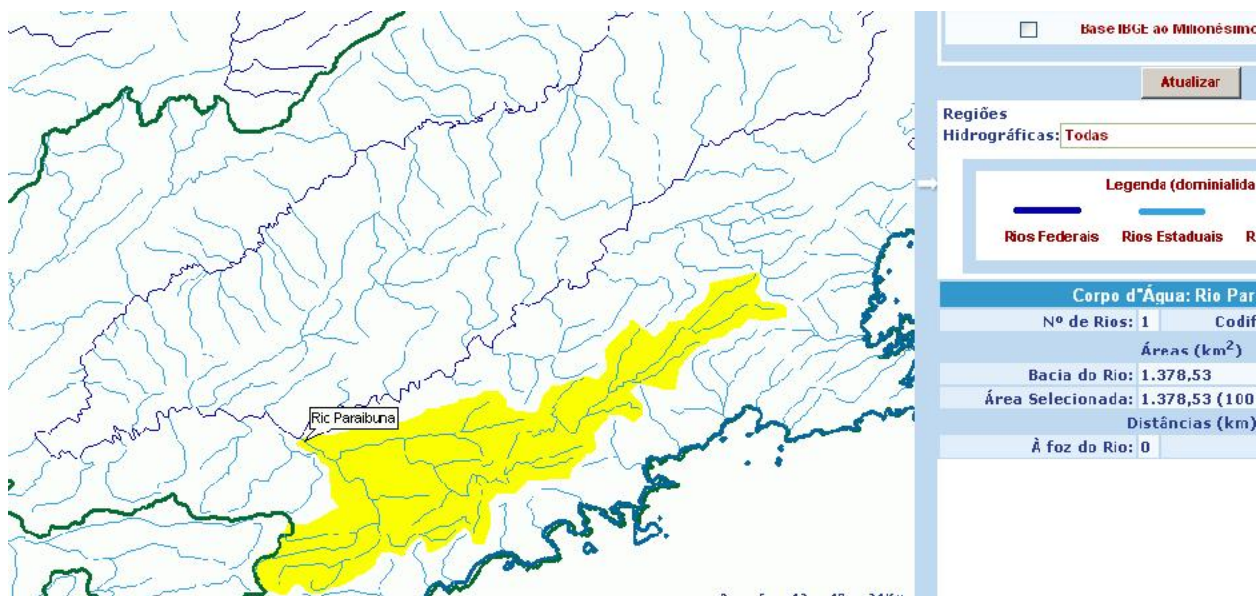 Base IBGE ao Milionésimo
Atualizar
Regiões
Hidrográficas: Todas
Legenda (dominialida
Rios Federais Rios Estaduais R
Corpo d"Água: Rio Par
Nº de Rios: 1 Codif
Áreas (km²)
Bacia do Rio: 1.378,53
Área Selecionada: 1.378,53 (100
Distâncias (km)
À foz do Rio: 0
Rio Paraibuna